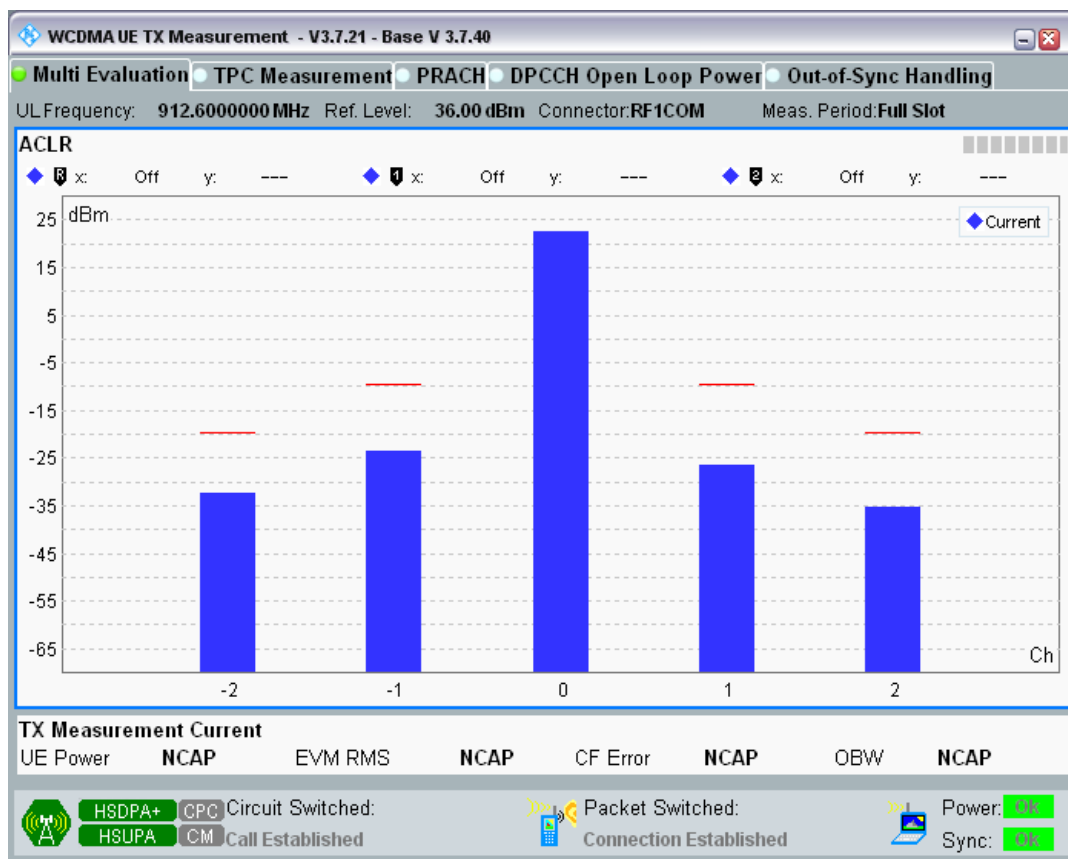 WCDMA UE TX Measurement - V3.7.21 - Base V 3.7.40
Multi Evaluation TPC Measurement PRACH DPCCH Open Loop Power Out-of-Sync Handling
UL Frequency: 912.6000000 MHz Ref. Level: 36.00 dBm Connector:RF1COM Meas. Period:Full Slot
ACLR
R x: Off y: --- 1 x: Off y: --- 2 x: Off y: ---
dBm
Current
25
15
5
-5
-15
-25
-35
-45
-55
-65
Ch
-2 -1 0 1 2
TX Measurement Current
UE Power NCAP EVM RMS NCAP CF Error NCAP OBW NCAP
HSDPA+ CPC Circuit Switched: Packet Switched: Power: Ok
HSUPA CM Call Established Connection Established Sync: Ok